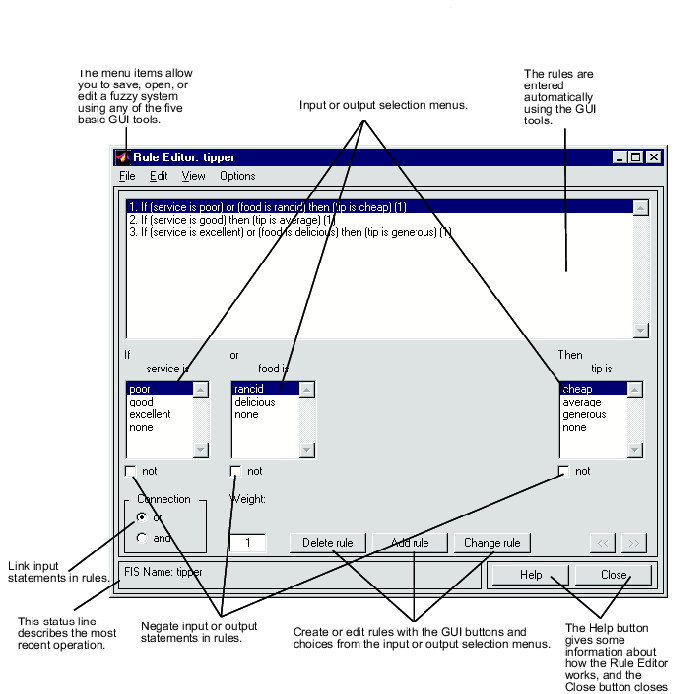 The menu items allow
you to save, open, or
edit a fuzzy system
using any of the five
basic GUI tools.
Input or output selection menus.
The rules are
entered
automatically
using the GUI
tools.
Rule Editor: tipper
File Edit View Options
1. If (service is poor) or (food is rancid) then (tip is cheap) (1)
2. If (service is good) then (tip is average) (1)
3. If (service is excellent) or (food is delicious) then (tip is generous) (1)
If or Then
service is food is tip is
poor rancid cheap
good delicious average
excellent none generous
none none
not not not
Connection Weight:
or
and 1 Delete rule Add rule Change rule << >>
FIS Name: tipper Help Close
Link input
statements in rules.
This status line
describes the most
recent operation.
Negate input or output
statements in rules.
Create or edit rules with the GUI buttons and
choices from the input or output selection menus.
The Help button
gives some
information about
how the Rule Editor
works, and the
Close button closes